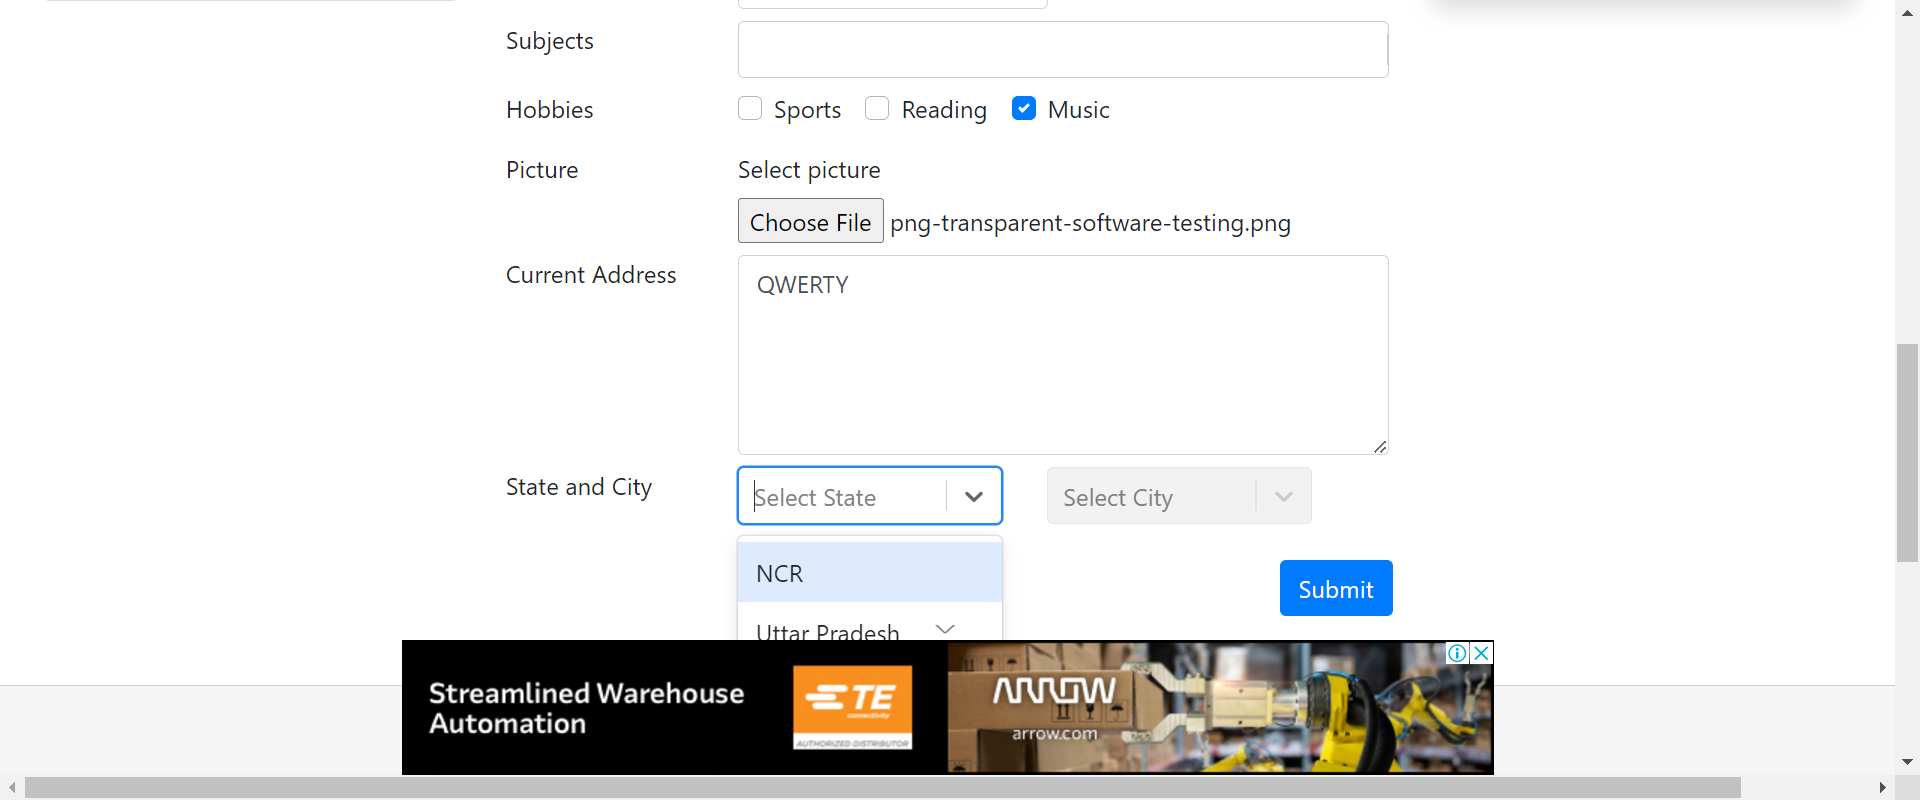 Subjects
Hobbies
Sports Reading Music
Picture
Select picture
Choose File png-transparent-software-testing.png
Current Address
QWERTY
State and City
Select State
Select City
NCR
Uttar Pradesh
Submit
Streamlined Warehouse
Automation
TE
connectivity
AUTHORIZED DISTRIBUTOR
ARROW
arrow.com